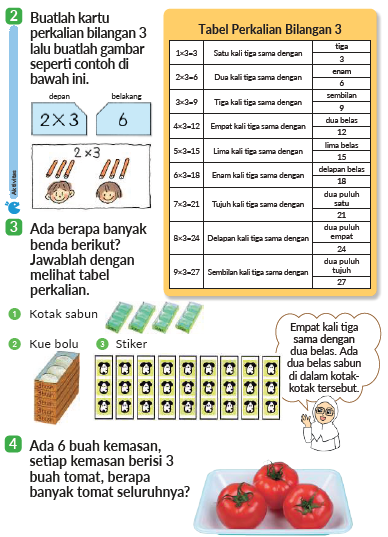 2
Buatlah kartu
perkalian bilangan 3
lalu buatlah gambar
seperti contoh di
bawah ini.
depan
belakang
2×3
6
2×3
Aktivitas
Tabel Perkalian Bilangan 3
1×3=3 Satu kali tiga sama dengan tiga
3
2×3=6 Dua kali tiga sama dengan enam
6
3×3=9 Tiga kali tiga sama dengan sembilan
9
4×3=12 Empat kali tiga sama dengan dua belas
12
5×3=15 Lima kali tiga sama dengan lima belas
15
6×3=18 Enam kali tiga sama dengan delapan belas
18
7×3=21 Tujuh kali tiga sama dengan dua puluh
satu
21
8×3=24 Delapan kali tiga sama dengan dua puluh
empat
24
9×3=27 Sembilan kali tiga sama dengan dua puluh
tujuh
27
3
Ada berapa banyak
benda berikut?
Jawablah dengan
melihat tabel
perkalian.
1 Kotak sabun
2 Kue bolu
3 Stiker
Empat kali tiga
sama dengan
dua belas. Ada
dua belas sabun
di dalam kotak-
kotak tersebut.
4
Ada 6 buah kemasan,
setiap kemasan berisi 3
buah tomat, berapa
banyak tomat seluruhnya?